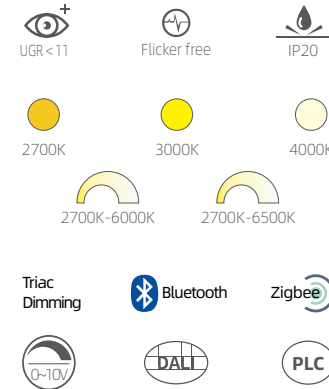 UGR<11 Flicker free IP20
2700K 3000K 4000K
2700K-6000K 2700K-6500K
Triac
Dimming
Bluetooth
Zigbee
0~10V DALI PLC